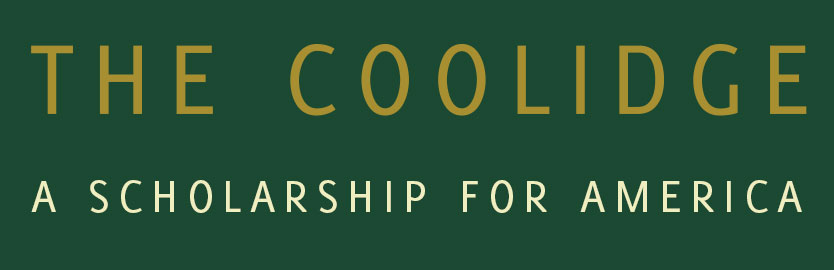 THE COOLIDGE
A SCHOLARSHIP FOR AMERICA